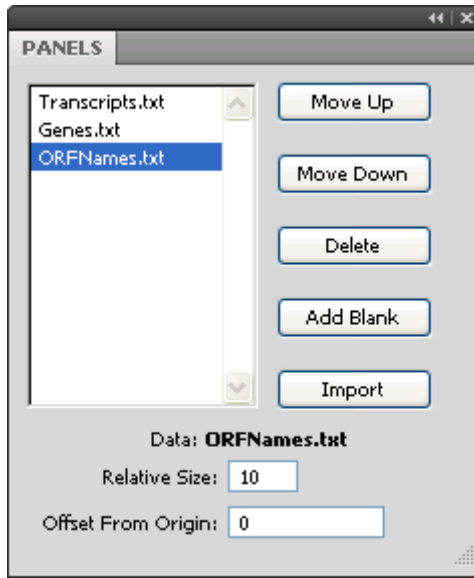 PANELS
Transcripts.txt
Genes.txt
ORFNames.txt
Move Up
Move Down
Delete
Add Blank
Import
Data: ORFNames.txt
Relative Size: 10
Offset From Origin: 0